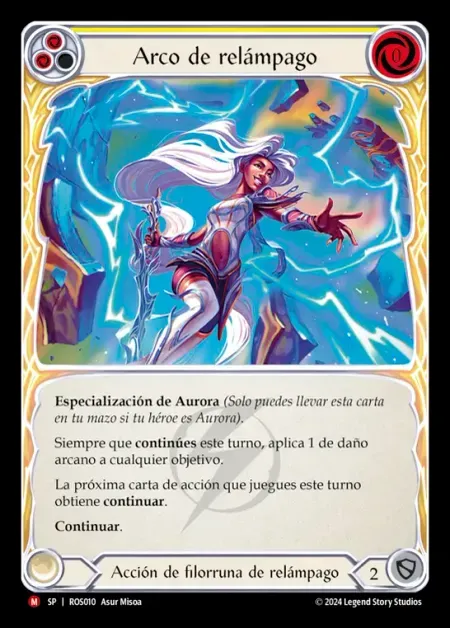 Arco de relámpago
0
Especialización de Aurora (Solo puedes llevar esta carta
en tu mazo si tu héroe es Aurora).
Siempre que continúes este turno, aplica 1 de daño
arcano a cualquier objetivo.
La próxima carta de acción que juegues este turno
obtiene continuar.
Continuar.
Acción de filorruna de relámpago 2
M SP | ROS010 Asur Misoa © 2024 Legend Story Studios